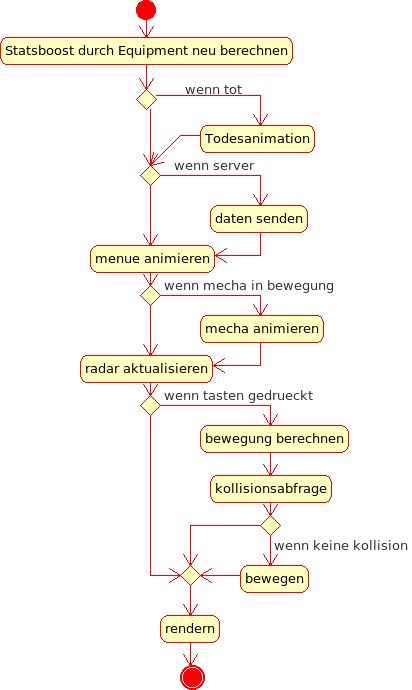 Statsboost durch Equipment neu berechnen
wenn tot
Todesanimation
wenn server
daten senden
menue animieren
wenn mecha in bewegung
mecha animieren
radar aktualisieren
wenn tasten gedrueckt
bewegung berechnen
kollisionsabfrage
wenn keine kollision
bewegen
rendern